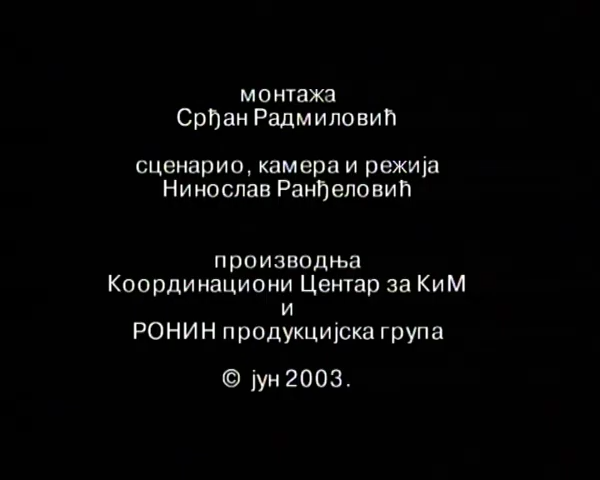 монтажа
Срђан Радмиловић
сценарио, камера и режија
Нинослав Ранђеловић
производња
Координациони Центар за КиМ
и
РОНИН продукцијска група
© јун 2003.